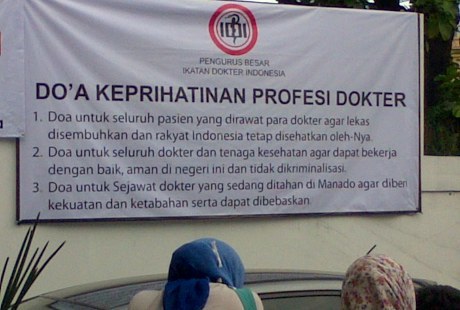 PENGURUS BESAR
IKATAN DOKTER INDONESIA
DO'A KEPRIHATINAN PROFESI DOKTER
1. Doa untuk seluruh pasien yang dirawat para dokter agar lekas
disembuhkan dan rakyat Indonesia tetap disehatkan oleh-Nya.
2. Doa untuk seluruh dokter dan tenaga kesehatan agar dapat bekerja
dengan baik, aman di negeri ini dan tidak dikriminalisasi.
3. Doa untuk Sejawat dokter yang sedang ditahan di Manado agar diberi
kekuatan dan ketabahan serta dapat dibebaskan.